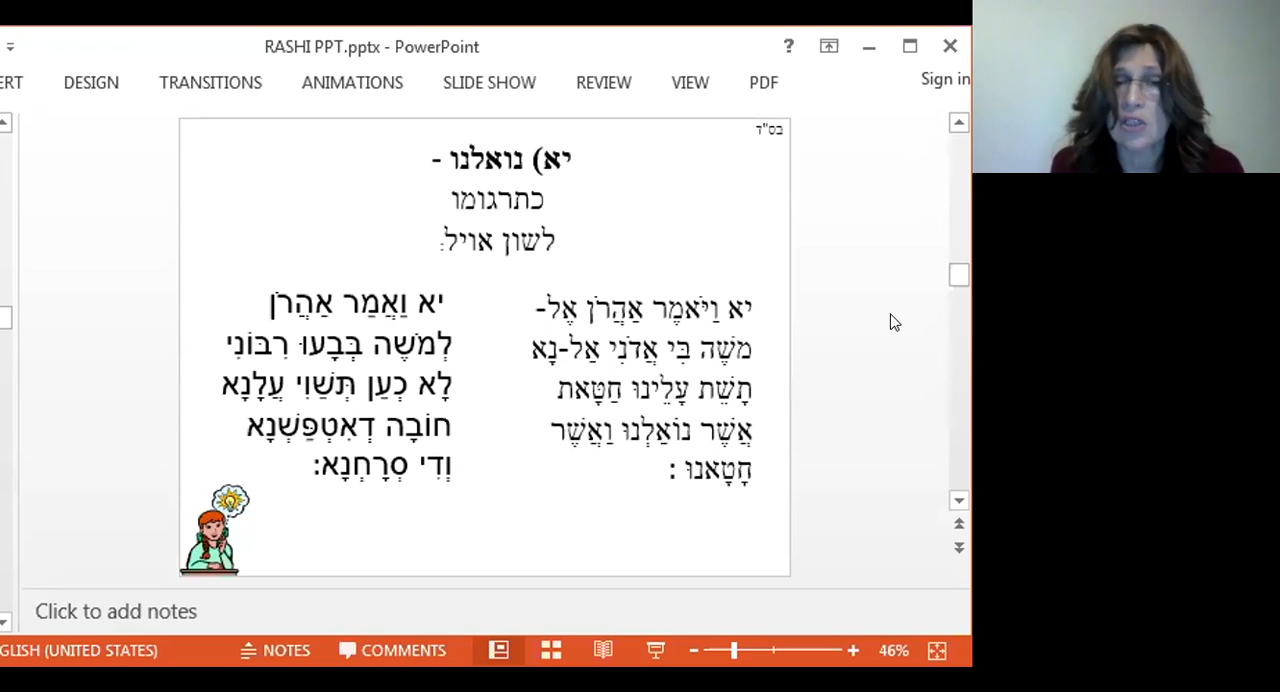 RASHI PPT.pptx - PowerPoint
?
DESIGN TRANSITIONS ANIMATIONS SLIDE SHOW REVIEW VIEW PDF Sign in
בס"ד
יא) נואלנו -
כתרגומו
לשון אויל:
יא וַיֹּאמֶר אַהֲרֹן אֶל-
משֶׁה בִּי אֲדֹנִי אַל-נָא
תָשֵׁת עָלֵינוּ חַטָּאת
אֲשֶׁר נוֹאַלְנוּ וַאֲשֶׁר
חָטָאנוּ :
יא וַאֲמַר אַהֲרֹן
לְמֹשֶׁה בְּבָעוּ רִבּוֹנִי
לָא כְעַן תְּשַׁוִּי עֲלָנָא
חוֹבָה דְאִטְפַּשְׁנָא
וְדִי סְרָחְנָא:
Click to add notes
GLISH (UNITED STATES) NOTES COMMENTS 46%